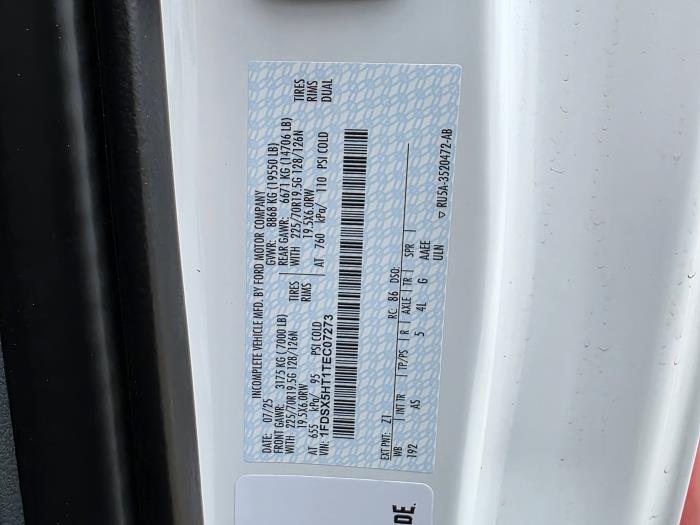 INCOMPLETE VEHICLE MFD. BY FORD MOTOR COMPANY
DATE: 07/25 GVWR: 8868 KG (19550 LB)
FRONT GAWR: 3175 KG (7000 LB) REAR GAWR: 6671 KG (14706 LB)
WITH 225/70R19.5G 128/126N TIRES WITH 225/70R19.5G 128/126N TIRES
19.5X6.0RW RIMS 19.5X6.0RW RIMS
AT 655 kPa/ 95 PSI COLD AT 760 kPa/ 110 PSI COLD DUAL
VIN: 1FDSX5HT1TEC07273
EXT PNT: Z1 RC: 86 DSO:
WB INT TR TP/PS R AXLE TR SPR
192 AS 5 4L G AAEE
ULN
▽ RU5A-3520472-AB
DE.